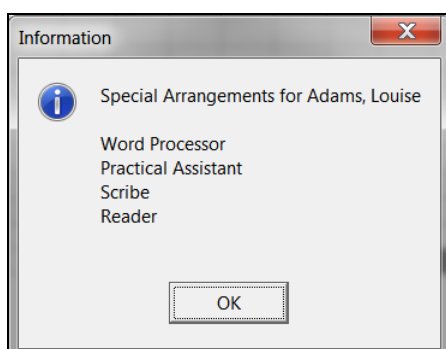 Information
Special Arrangements for Adams, Louise
Word Processor
Practical Assistant
Scribe
Reader
OK